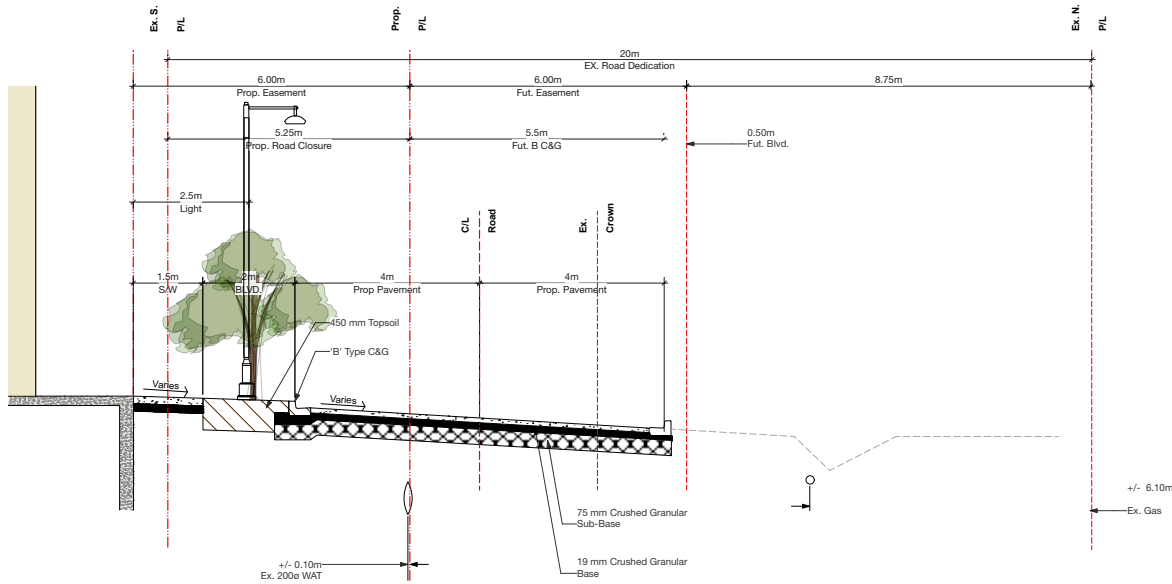 Ex. S.
P/L
Prop.
P/L
Ex. N.
P/L
20m
EX. Road Dedication
6.00m
Prop. Easement
6.00m
Fut. Easement
8.75m
5.25m
Prop. Road Closure
5.5m
Fut. B C&G
0.50m
Fut. Blvd.
2.5m
Light
C/L
Road
Ex.
Crown
1.5m
S/W
2m
BLVD.
4m
Prop Pavement
4m
Prop. Pavement
450 mm Topsoil
'B' Type C&G
Varies
Varies
75 mm Crushed Granular
Sub-Base
19 mm Crushed Granular
Base
+/- 0.10m
Ex. 200ø WAT
+/- 6.10m
Ex. Gas